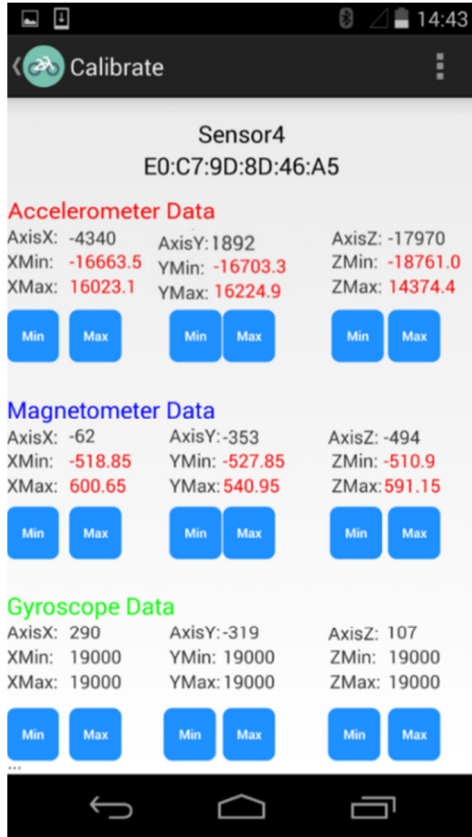 14:43
Calibrate
Sensor4
E0:C7:9D:8D:46:A5
Accelerometer Data
AxisX: -4340 AxisY: 1892 AxisZ: -17970
XMin: -16663.5 YMin: -16703.3 ZMin: -18761.0
XMax: 16023.1 YMax: 16224.9 ZMax: 14374.4
Min Max Min Max Min Max
Magnetometer Data
AxisX: -62 AxisY: -353 AxisZ: -494
XMin: -518.85 YMin: -527.85 ZMin: -510.9
XMax: 600.65 YMax: 540.95 ZMax: 591.15
Min Max Min Max Min Max
Gyroscope Data
AxisX: 290 AxisY: -319 AxisZ: 107
XMin: 19000 YMin: 19000 ZMin: 19000
XMax: 19000 YMax: 19000 ZMax: 19000
Min Max Min Max Min Max
...